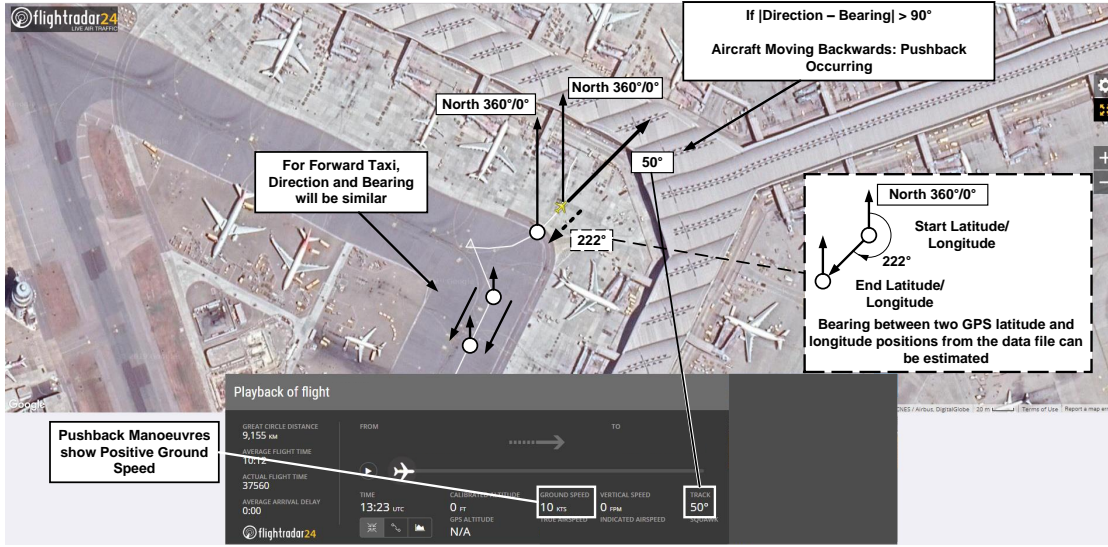 flightradar24
LIVE AIR TRAFFIC
If |Direction – Bearing| > 90°
Aircraft Moving Backwards: Pushback
Occurring
North 360°/0°
North 360°/0°
50°
For Forward Taxi,
Direction and Bearing
will be similar
222°
North 360°/0°
Start Latitude/
Longitude
222°
End Latitude/
Longitude
Bearing between two GPS latitude and
longitude positions from the data file can
be estimated
Google
CNES / Airbus, DigitalGlobe 20 m Terms of Use Report a map
Playback of flight
GREAT CIRCLE DISTANCE
9,155 KM
AVERAGE FLIGHT TIME
10:12
ACTUAL FLIGHT TIME
37560
AVERAGE ARRIVAL DELAY
0:00
flightradar24
FROM
TO
TIME
13:23 UTC
CALIBRATED ALTITUDE
0 FT
GPS ALTITUDE
N/A
GROUND SPEED
10 KTS
TRUE AIRSPEED
VERTICAL SPEED
0 FPM
INDICATED AIRSPEED
TRACK
50°
SQUAWK
Pushback Manoeuvres
show Positive Ground
Speed